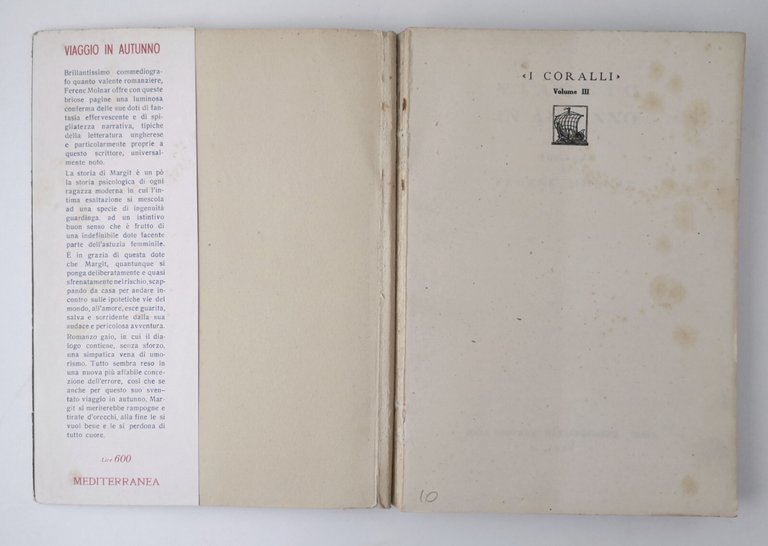 VIAGGIO IN AUTUNNO
Brillantissimo commediogra-
fo quanto valente romanziere,
Ferenc Molnar offre con queste
briose pagine una luminosa
conferma delle sue doti di fan-
tasia effervescente e di spi-
gliatezza narrativa, tipiche
della letteratura ungherese
e particolarmente proprie a
questo scrittore, universal-
mente noto.
La storia di Margit è un pò
la storia psicologica di ogni
ragazza moderna in cui l'in-
tima esaltazione si mescola
ad una specie di ingenuità
guardinga, ad un istintivo
buon senso che è frutto di
una indefinibile dote facente
parte dell'astuzia femminile.
È in grazia di questa dote
che Margit, quantunque si
ponga deliberatamente e quasi
sfrenatamente nel rischio, scap-
pando da casa per andare in-
contro sulle ipotetiche vie del
mondo, all'amore, esce guarita,
salva e sorridente dalla sua
audace e pericolosa avventura.
Romanzo gaio, in cui il dia-
logo contiene, senza sforzo,
una simpatica vena di umo-
rismo. Tutto sembra reso in
una nuova più affabile conce-
zione dell'errore, così che se
anche per questo suo sven-
tato viaggio in autunno, Mar-
git si meriterebbe rampogne e
tirate d'orecchi, alla fine le si
vuol bene e le si perdona di
tutto cuore.
Lire 600
MEDITERRANEA
«I CORALLI»
Volume III
10